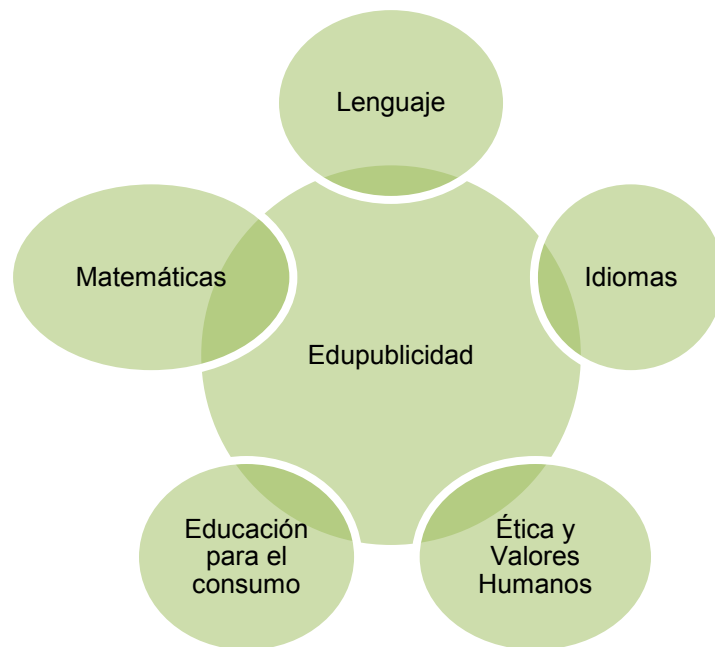 Lenguaje
Matemáticas
Idiomas
Edupublicidad
Educación
para el
consumo
Ética y
Valores
Humanos